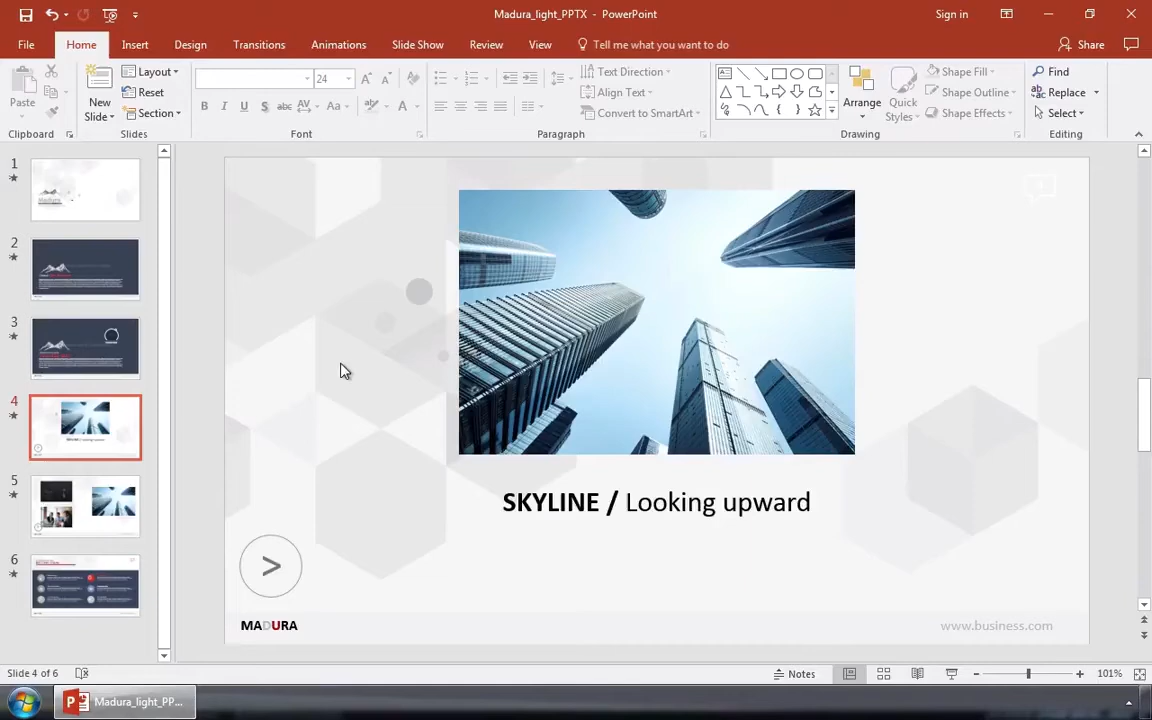 Madura_light_PPTX - PowerPoint
Sign in
File Home Insert Design Transitions Animations Slide Show Review View Tell me what you want to do Share
Paste
New
Slide
Layout
Reset
Section
24
B I U S abc AV Aa A
Text Direction
Align Text
Convert to SmartArt
Arrange
Quick
Styles
Shape Fill
Shape Outline
Shape Effects
Find
Replace
Select
Clipboard Slides Font Paragraph Drawing Editing
1
2
3
4
5
6
SKYLINE / Looking upward
>
MADURA
www.business.com
Slide 4 of 6
Notes
101%
Madura_light_PP...